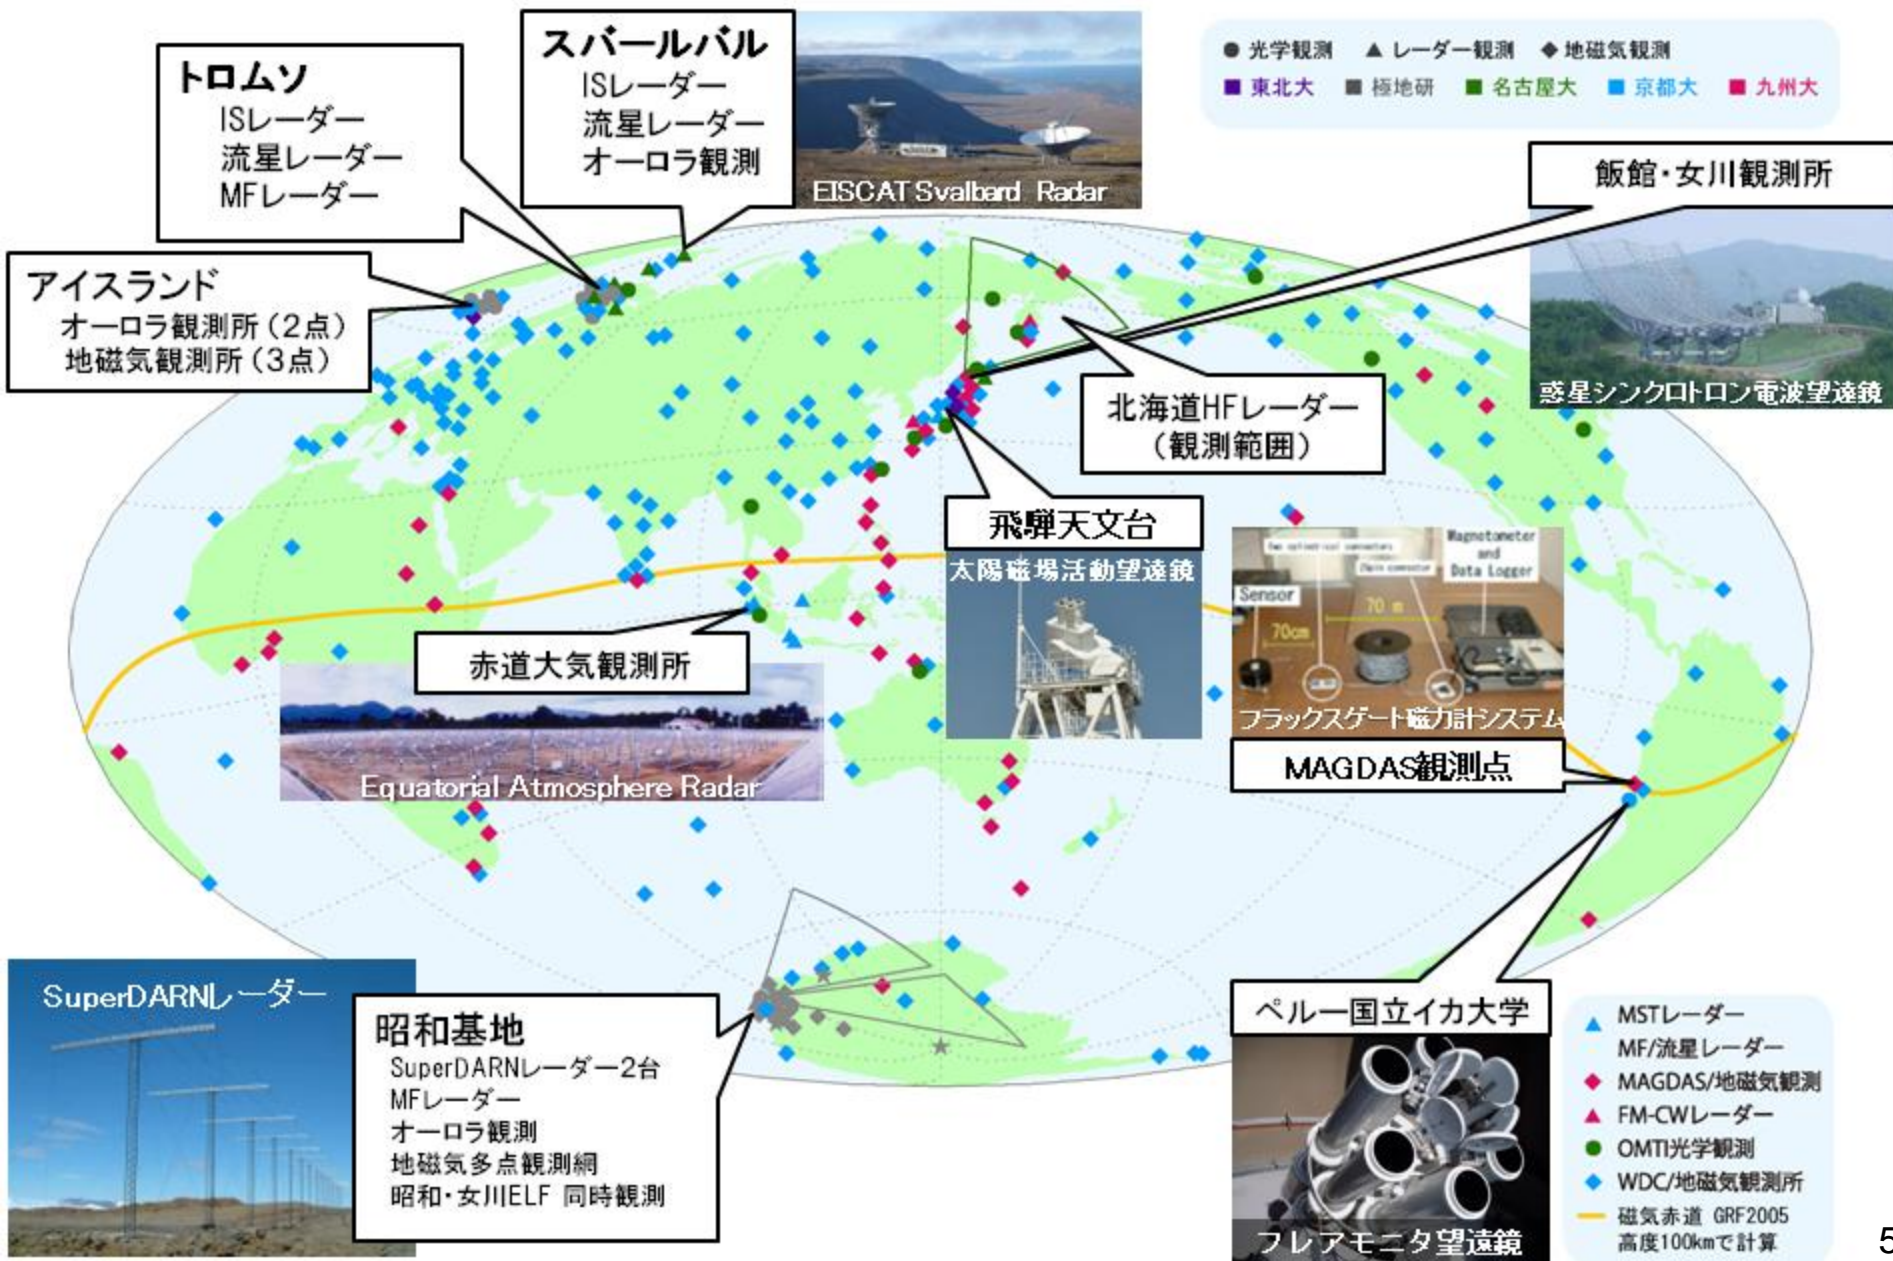 トロムソ
ISレーダー
流星レーダー
MFレーダー
スバールバル
ISレーダー
流星レーダー
オーロラ観測
EISCAT Svalbard Radar
● 光学観測 ▲ レーダー観測 ◆ 地磁気観測
■ 東北大 ■ 極地研 ■ 名古屋大 ■ 京都大 ■ 九州大
飯館・女川観測所
惑星シンクロトロン電波望遠鏡
アイスランド
オーロラ観測所(2点)
地磁気観測所(3点)
北海道HFレーダー
(観測範囲)
飛騨天文台
太陽磁場活動望遠鏡
Magnetometer
and
Data Logger
Sensor
70 m
70cm
フラックスゲート磁力計システム
MAGDAS観測点
赤道大気観測所
Equatorial Atmosphere Radar
SuperDARNレーダー
昭和基地
SuperDARNレーダー2台
MFレーダー
オーロラ観測
地磁気多点観測網
昭和・女川ELF 同時観測
ペルー国立イカ大学
フレアモニタ望遠鏡
MSTレーダー
MF/流星レーダー
MAGDAS/地磁気観測
FM-CWレーダー
OMTI光学観測
WDC/地磁気観測所
磁気赤道 GRF2005
高度100kmで計算
5